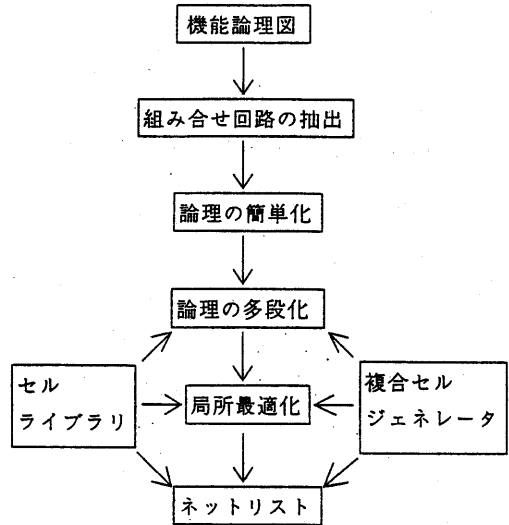 機能論理図
組み合せ回路の抽出
論理の簡単化
論理の多段化
セル
ライブラリ
局所最適化
複合セル
ジェネレータ
ネットリスト